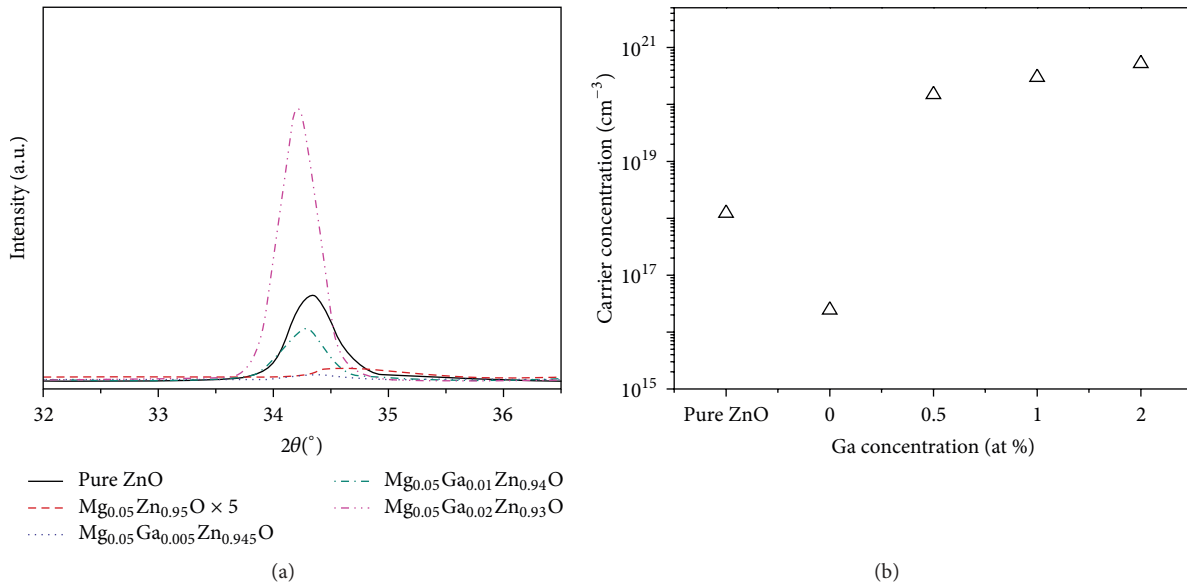 Intensity (a.u.)
32 33 34 35 36
2θ(°)
Pure ZnO
Mg₀.₀₅Zn₀.₉₅O × 5
Mg₀.₀₅Ga₀.₀₀₅Zn₀.₉₄₅O
Mg₀.₀₅Ga₀.₀₁Zn₀.₉₄O
Mg₀.₀₅Ga₀.₀₂Zn₀.₉₃O
(a)
Carrier concentration (cm⁻³)
10²¹
10¹⁹
10¹⁷
10¹⁵
Pure ZnO 0 0.5 1 2
Ga concentration (at %)
(b)